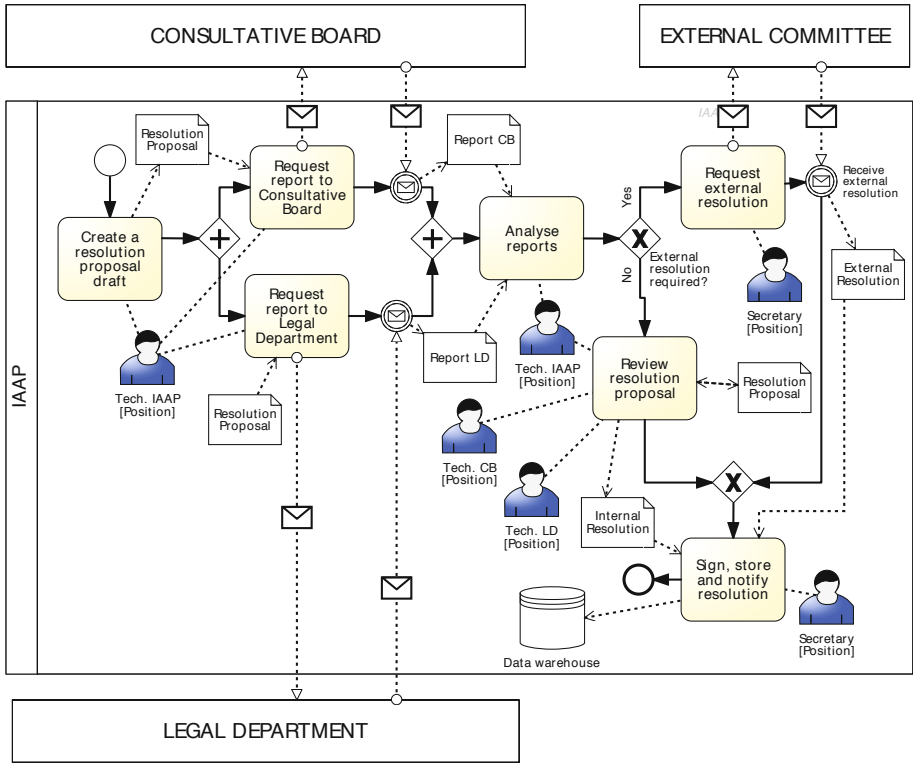 CONSULTATIVE BOARD
EXTERNAL COMMITTEE
IAAP
IAA
Resolution
Proposal
Request
report to
Consultative
Board
Report CB
Request
external
resolution
Receive
external
resolution
Create a
resolution
proposal
draft
Analyse
reports
Yes
No
External
resolution
required?
External
Resolution
Request
report to
Legal
Department
Report LD
Secretary
[Position]
Tech. IAAP
[Position]
Tech. IAAP
[Position]
Resolution
Proposal
Review
resolution
proposal
Resolution
Proposal
Tech. CB
[Position]
Tech. LD
[Position]
Internal
Resolution
Sign, store
and notify
resolution
Secretary
[Position]
Data warehouse
LEGAL DEPARTMENT